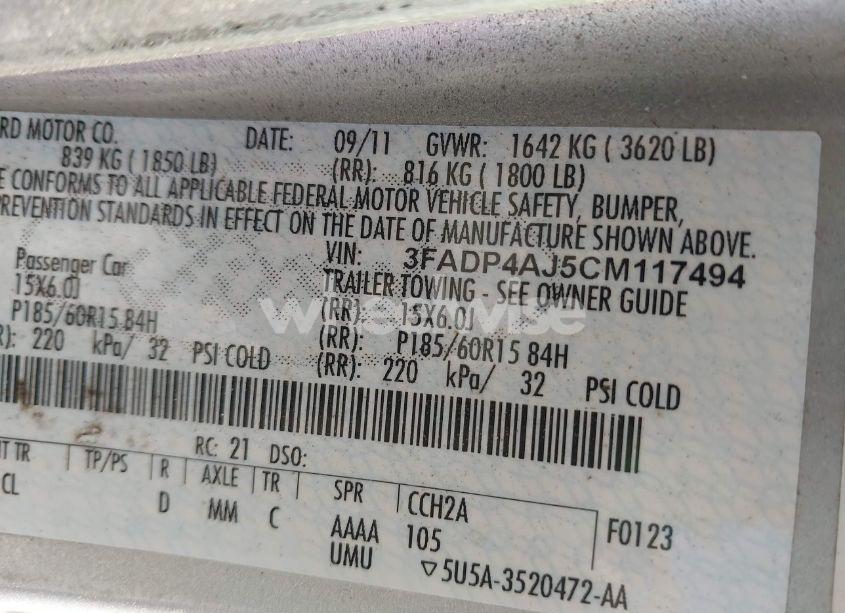 RD MOTOR CO. DATE: 09/11 GVWR: 1642 KG ( 3620 LB)
839 KG ( 1850 LB) (RR): 816 KG ( 1800 LB)
E CONFORMS TO ALL APPLICABLE FEDERAL MOTOR VEHICLE SAFETY, BUMPER,
PREVENTION STANDARDS IN EFFECT ON THE DATE OF MANUFACTURE SHOWN ABOVE.
VIN: 3FADP4AJ5CM117494
Passenger Car TRAILER TOWING - SEE OWNER GUIDE
15X6.0J (RR): 15X6.0J
P185/60R15 84H (RR): P185/60R15 84H
R): 220 kPa/ 32 PSI COLD (RR): 220 kPa/ 32 PSI COLD
RC: 21 DSO:
NT TR TP/PS R AXLE TR SPR CCH2A
CL D MM C AAAA 105 F0123
UMU ▽5U5A-3520472-AA